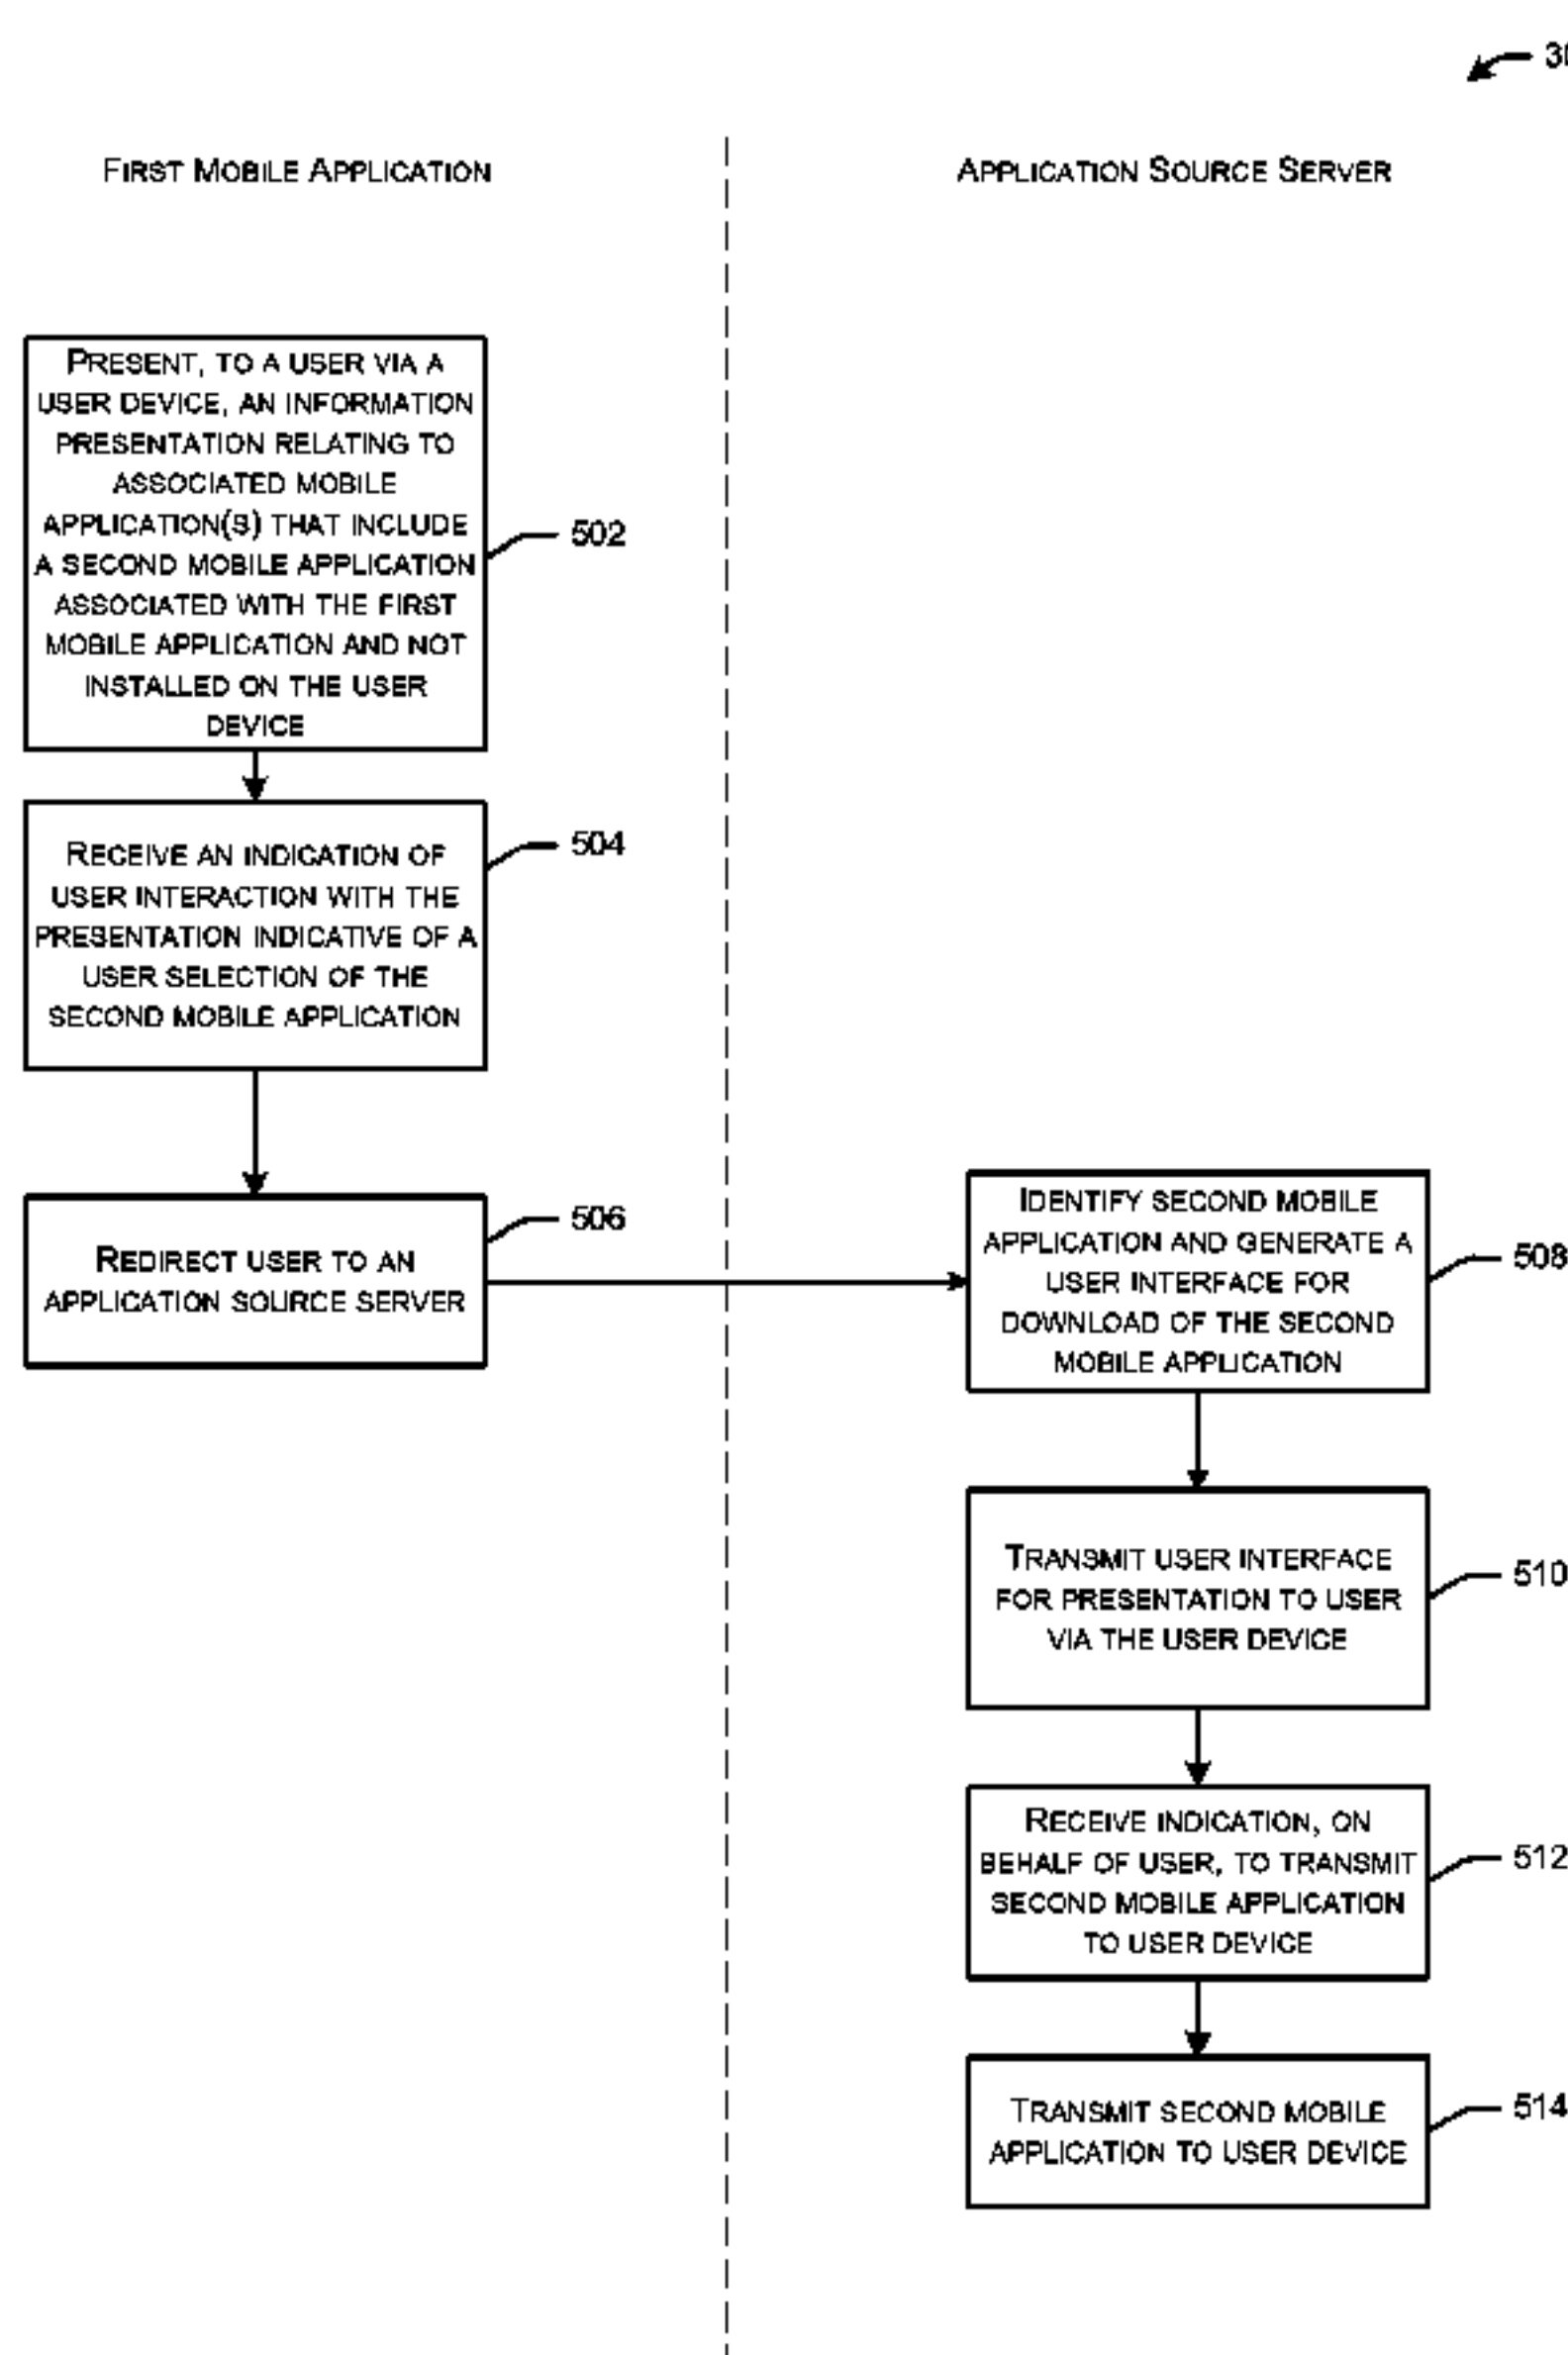 FIRST MOBILE APPLICATION
APPLICATION SOURCE SERVER
PRESENT, TO A USER VIA A
USER DEVICE, AN INFORMATION
PRESENTATION RELATING TO
ASSOCIATED MOBILE
APPLICATION(S) THAT INCLUDE
A SECOND MOBILE APPLICATION
ASSOCIATED WITH THE FIRST
MOBILE APPLICATION AND NOT
INSTALLED ON THE USER
DEVICE
502
RECEIVE AN INDICATION OF
USER INTERACTION WITH THE
PRESENTATION INDICATIVE OF A
USER SELECTION OF THE
SECOND MOBILE APPLICATION
504
REDIRECT USER TO AN
APPLICATION SOURCE SERVER
506
IDENTIFY SECOND MOBILE
APPLICATION AND GENERATE A
USER INTERFACE FOR
DOWNLOAD OF THE SECOND
MOBILE APPLICATION
508
TRANSMIT USER INTERFACE
FOR PRESENTATION TO USER
VIA THE USER DEVICE
510
RECEIVE INDICATION, ON
BEHALF OF USER, TO TRANSMIT
SECOND MOBILE APPLICATION
TO USER DEVICE
512
TRANSMIT SECOND MOBILE
APPLICATION TO USER DEVICE
514